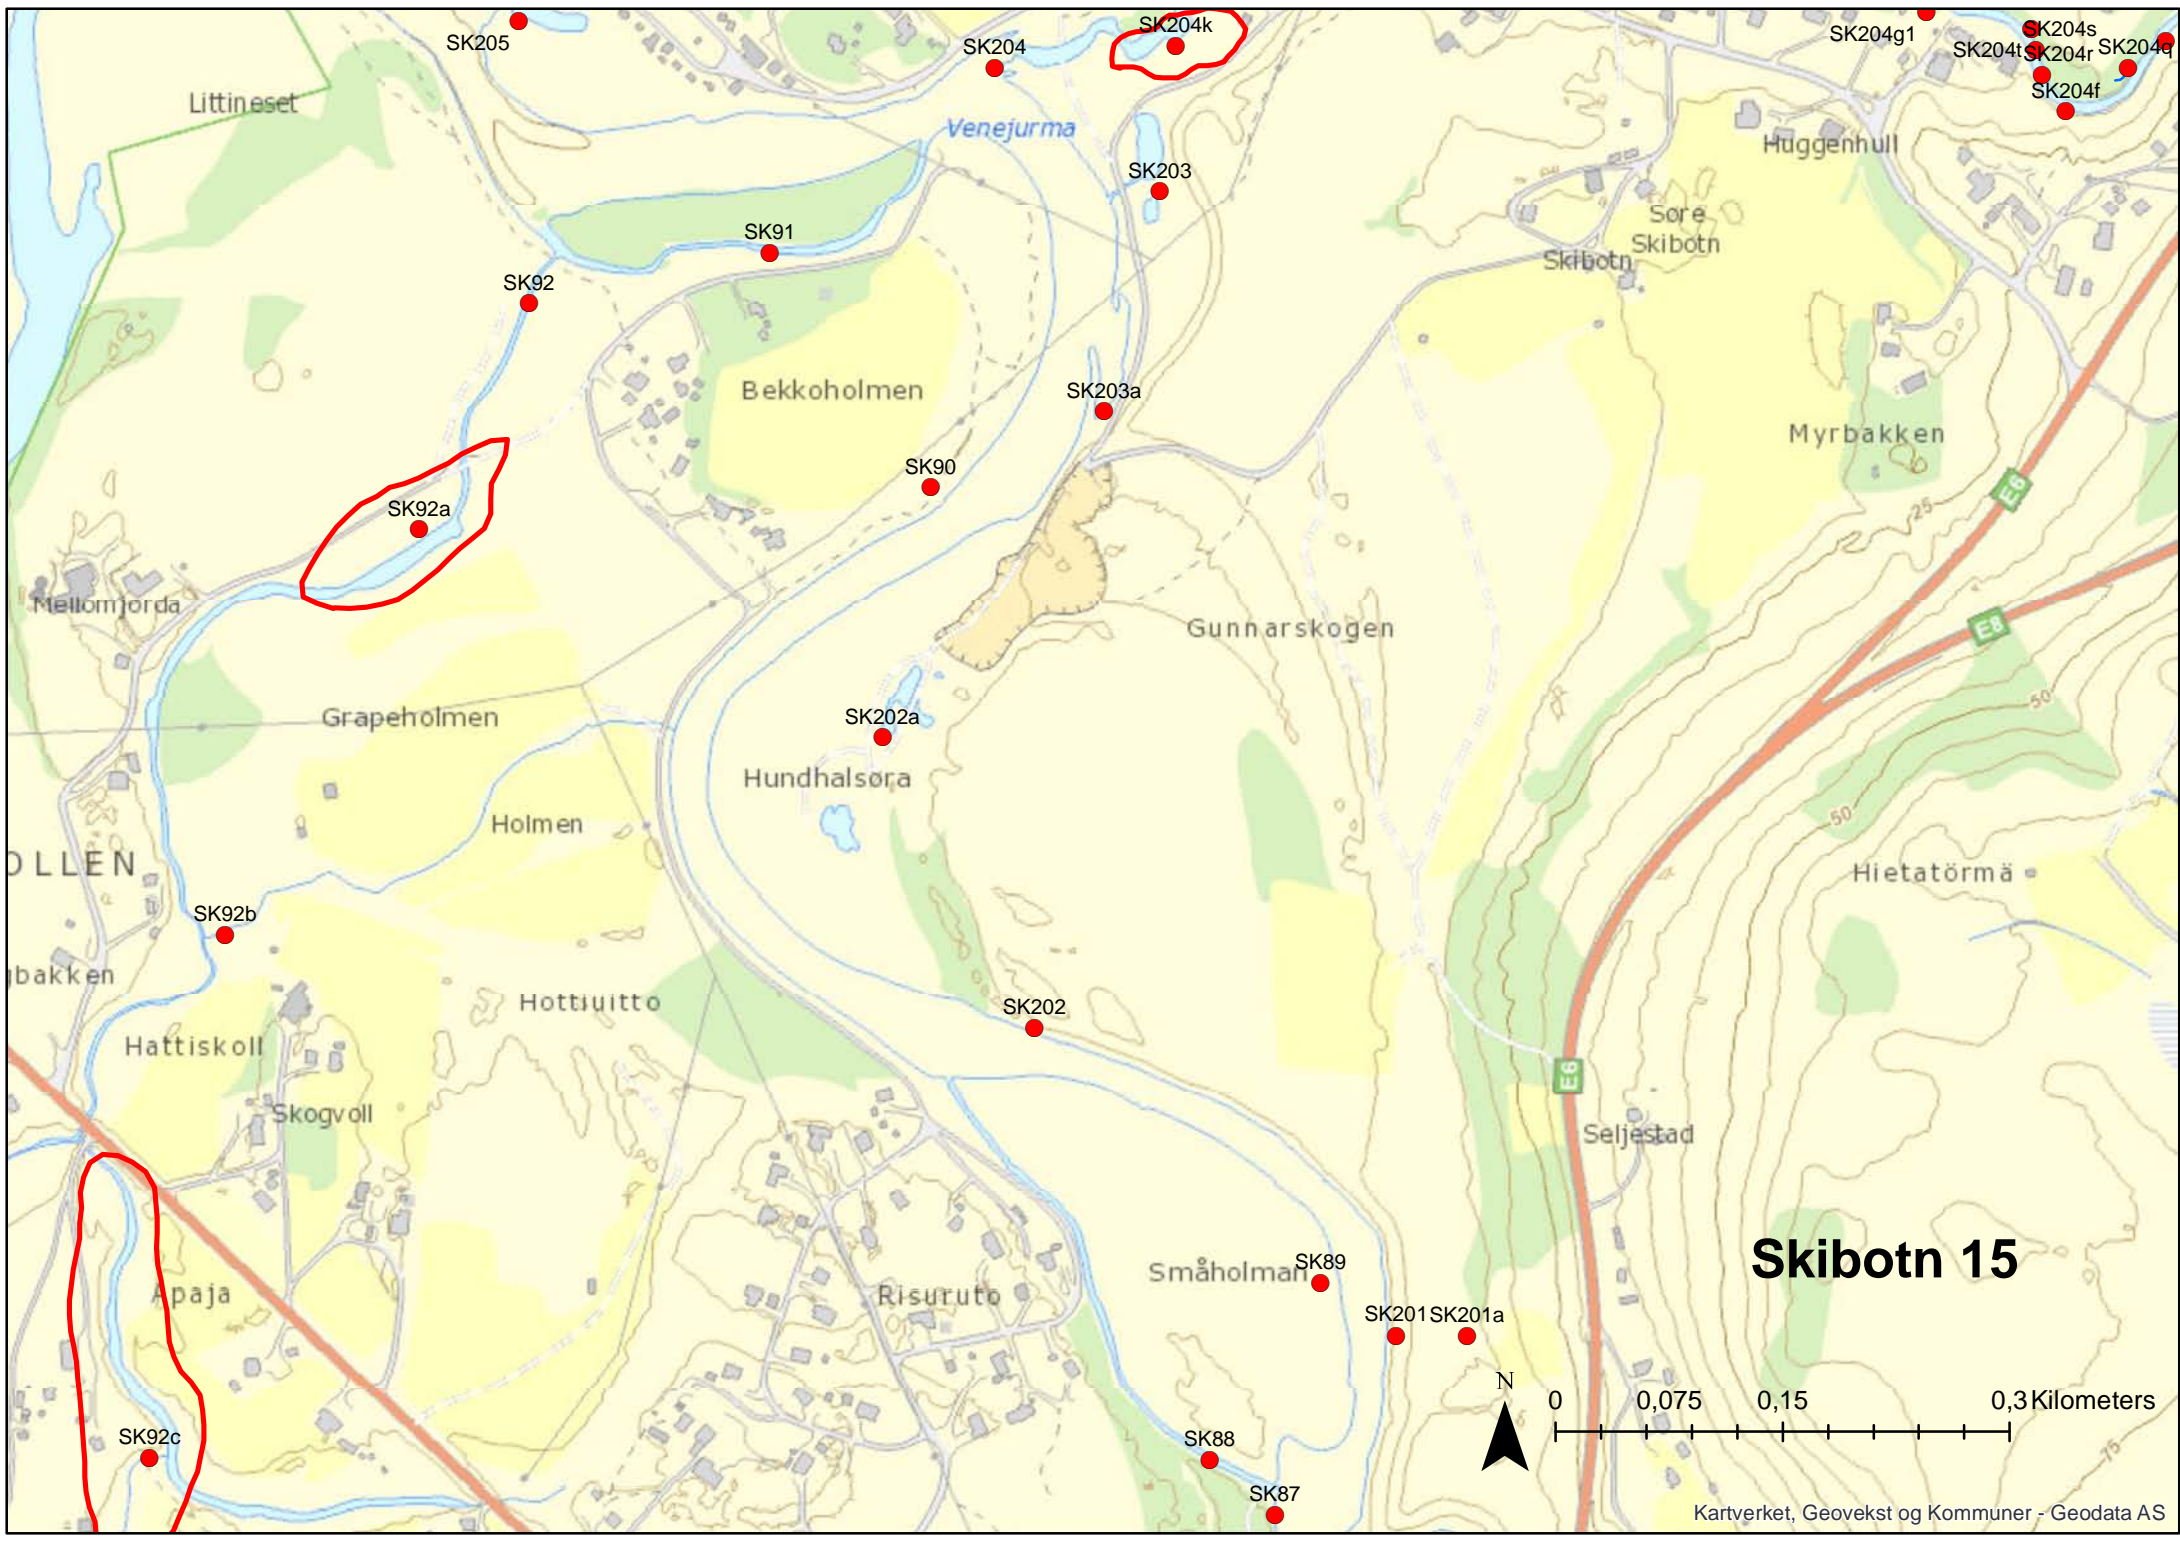 SK205
SK204
SK204k
SK204g1
SK204s
SK204t
SK204r
SK204q
SK204f
Littineset
Venejurma
Huggenhull
SK203
SK91
Søre
Skibotn
Skibotn
SK92
Bekkoholmen
SK203a
Myrbakken
SK90
E6
25
SK92a
Mellomjorda
Gunnarskogen
E8
50
Grapeholmen
SK202a
Hundhalsøra
50
Holmen
OLLEN
Hietatörmä
SK92b
gbakken
Hottiuitto
SK202
Hattiskoll
E6
Skogvoll
Seljestad
Småholman
SK89
Skibotn 15
Apaja
Risuruto
SK201
SK201a
N
0 0,075 0,15 0,3 Kilometers
SK92c
SK88
75
SK87
Kartverket, Geovekst og Kommuner - Geodata AS